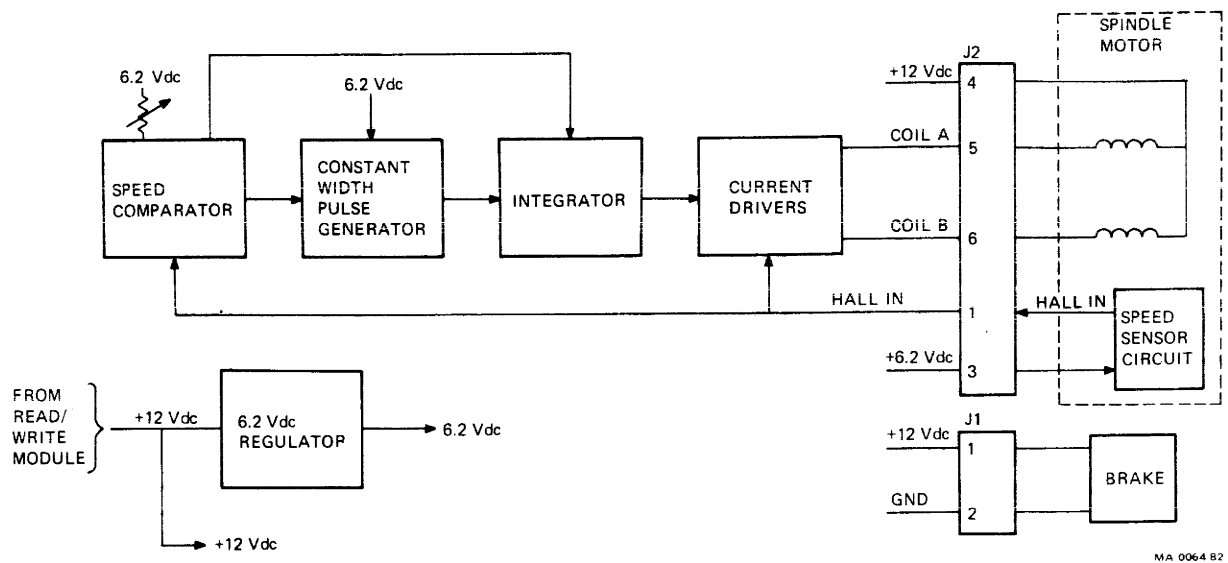 SPINDLE
MOTOR
J2
6.2 Vdc
6.2 Vdc
+12 Vdc
4
SPEED
COMPARATOR
CONSTANT
WIDTH
PULSE
GENERATOR
INTEGRATOR
CURRENT
DRIVERS
COIL A
5
COIL B
6
HALL IN
1
HALL IN
SPEED
SENSOR
CIRCUIT
+6.2 Vdc
3
FROM
READ/
WRITE
MODULE
+12 Vdc
6.2 Vdc
REGULATOR
6.2 Vdc
+12 Vdc
J1
+12 Vdc
1
GND
2
BRAKE
MA 0064 82